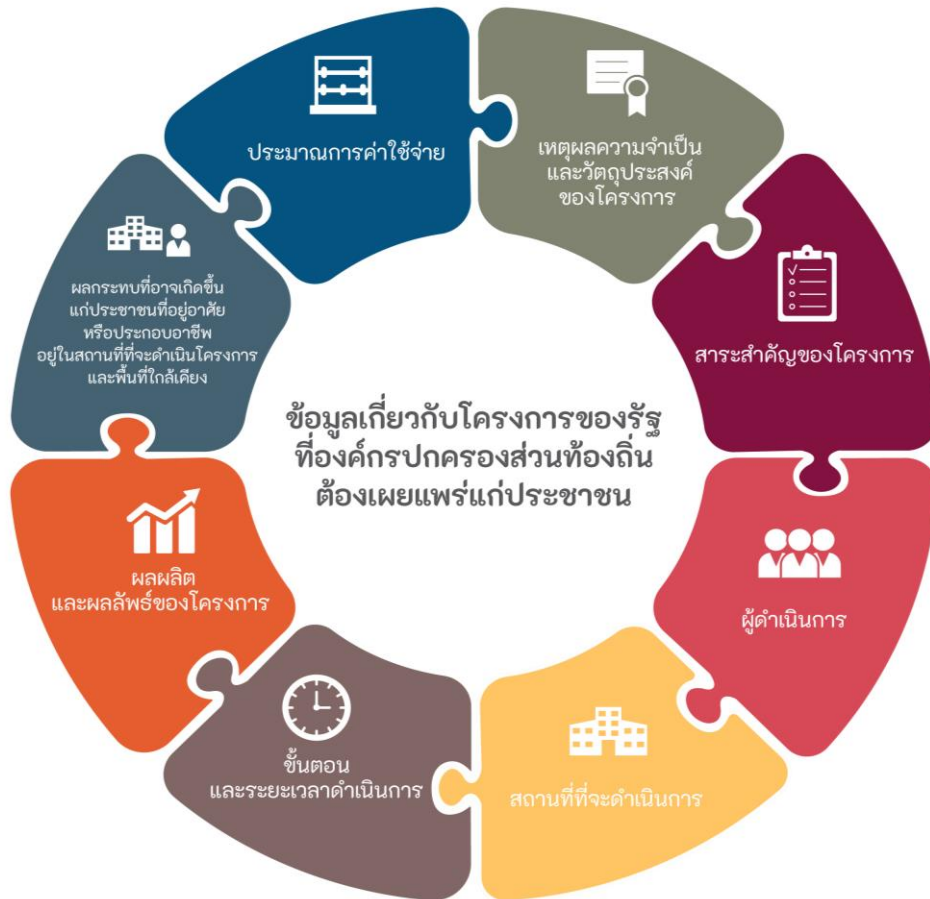 ข้อมูลเกี่ยวกับโครงการของรัฐ
ที่องค์กรปกครองส่วนท้องถิ่น
ต้องเผยแพร่แก่ประชาชน
เหตุผลความจำเป็น
และวัตถุประสงค์
ของโครงการ
สาระสำคัญของโครงการ
ผู้ดำเนินการ
สถานที่ที่จะดำเนินการ
ขั้นตอน
และระยะเวลาดำเนินการ
ผลผลิต
และผลลัพธ์ของโครงการ
ผลกระทบที่อาจเกิดขึ้น
แก่ประชาชนที่อยู่อาศัย
หรือประกอบอาชีพ
อยู่ในสถานที่ที่จะดำเนินโครงการ
และพื้นที่ใกล้เคียง
ประมาณการค่าใช้จ่าย